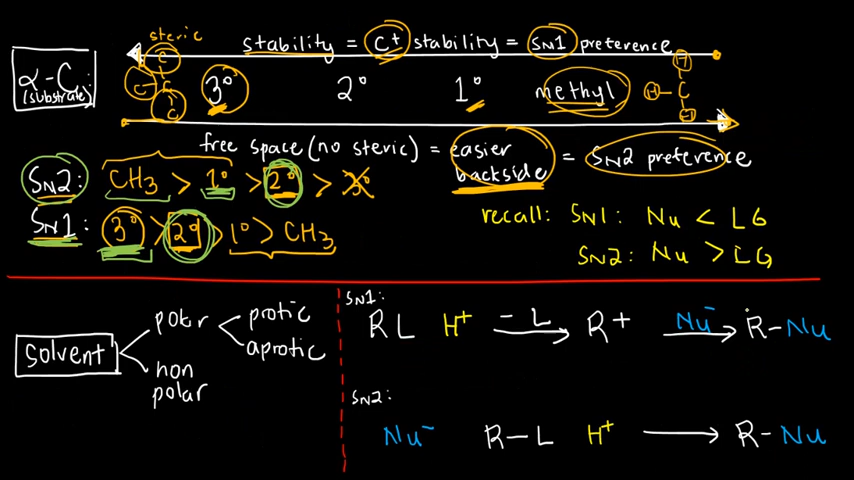 steric
stability = C+ stability = SN1 preference
α-C:
(substrate)
C
C
C
C
3° 2° 1° methyl
H
H-C
H
free space (no steric) = easier backside = SN2 preference
SN2: CH3 > 1° > 2° > 3°
SN1: 3° > 2° > 1° > CH3
recall: SN1: Nu < LG
SN2: Nu > LG
solvent
polar
protic
aprotic
non
polar
SN1:
RL H+ -L R+ Nu- R-Nu
SN2:
Nu- R-L H+ R-Nu